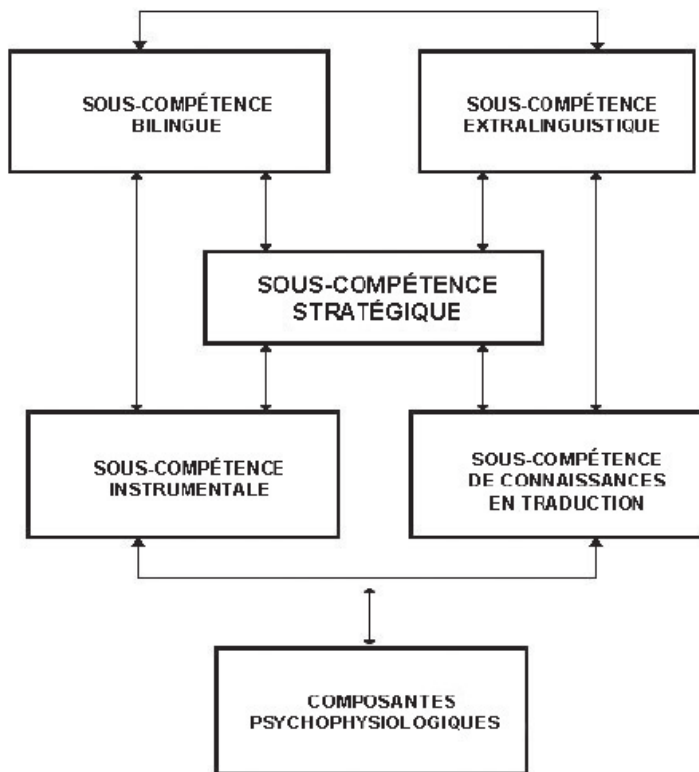 SOUS-COMPÉTENCE
BILINGUE
SOUS-COMPÉTENCE
EXTRALINGUISTIQUE
SOUS-COMPÉTENCE
STRATÉGIQUE
SOUS-COMPÉTENCE
INSTRUMENTALE
SOUS-COMPÉTENCE
DE CONNAISSANCES
EN TRADUCTION
COMPOSANTES
PSYCHOPHYSIOLOGIQUES